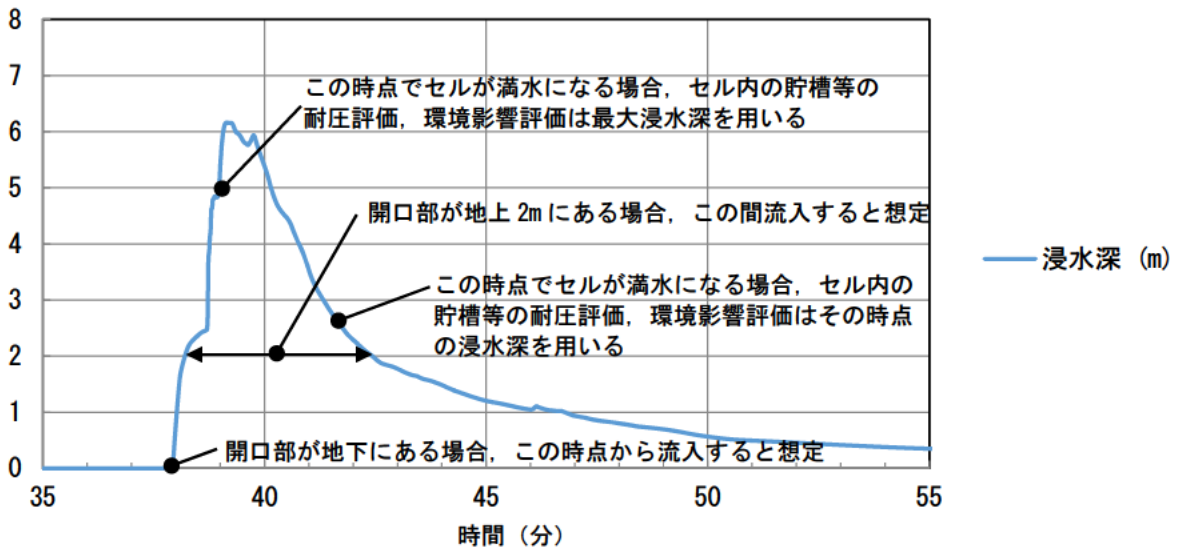 8
7
6
5
4
3
2
1
0
この時点でセルが満水になる場合，セル内の貯槽等の
耐圧評価，環境影響評価は最大浸水深を用いる
開口部が地上 2m にある場合，この間流入すると想定
この時点でセルが満水になる場合，セル内の
貯槽等の耐圧評価，環境影響評価はその時点
の浸水深を用いる
開口部が地下にある場合，この時点から流入すると想定
浸水深 (m)
35 40 45 50 55
時間（分）